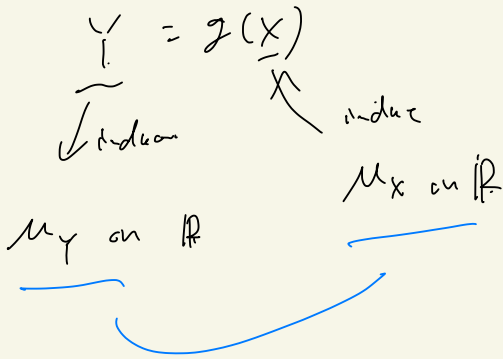 Y = g(X)
induce
induce
μ_X on ℝ
μ_Y on ℝ